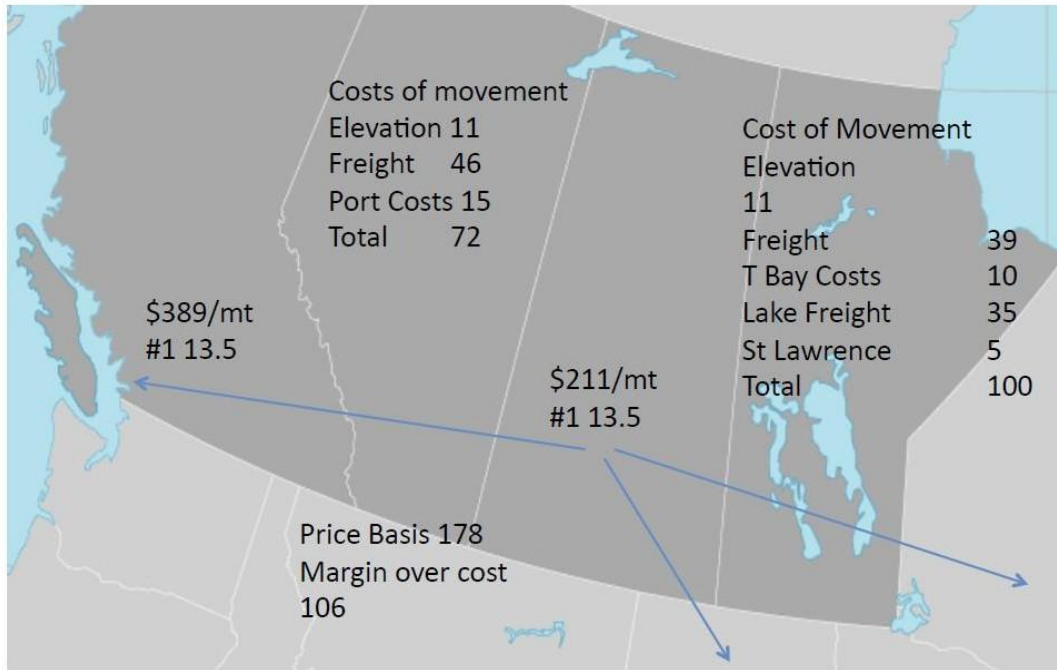 Costs of movement
Elevation 11
Freight 46
Port Costs 15
Total 72
Cost of Movement
Elevation
11
Freight 39
T Bay Costs 10
Lake Freight 35
St Lawrence 5
Total 100
$389/mt
#1 13.5
$211/mt
#1 13.5
Price Basis 178
Margin over cost
106